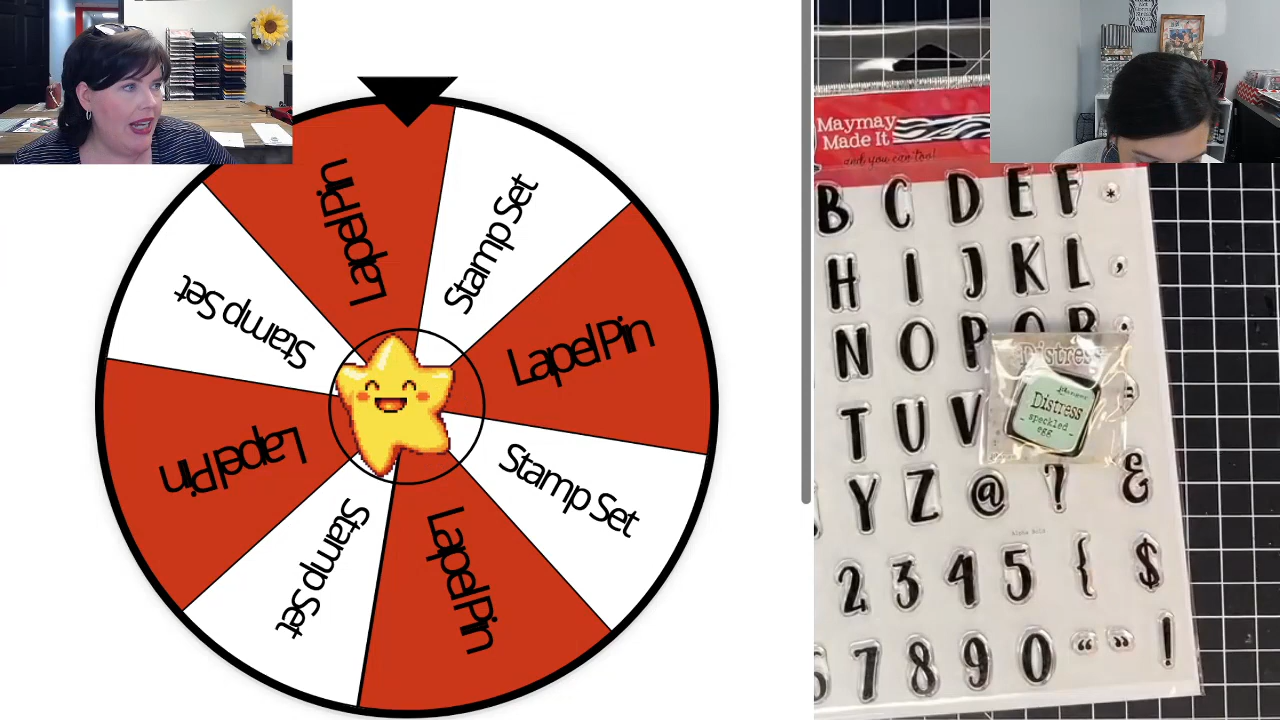 Lapel Pin
Stamp Set
Lapel Pin
Stamp Set
Lapel Pin
Stamp Set
Lapel Pin
Stamp Set
Maymay
Made It
and you can too!
B C D E F *
H I J K L ,
N O P Q R
T U V
Y Z @ ? &
2 3 4 5 { $
7 8 9 0 “ ” !
Distress
Distress
speckled
egg